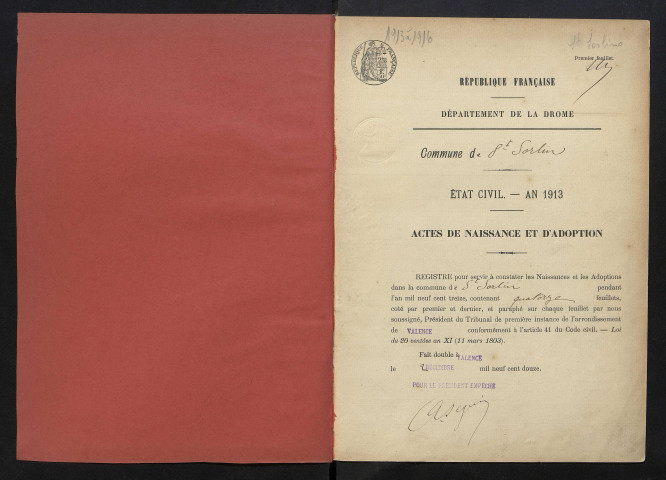 1913 à 1916
St Sorlin
Premier feuillet.
RÉPUBLIQUE FRANÇAISE
RÉPUBLIQUE FRANÇAISE
DÉPARTEMENT DE LA DROME
Commune de St Sorlin
ÉTAT CIVIL. — AN 1913
ACTES DE NAISSANCE ET D'ADOPTION
REGISTRE pour servir à constater les Naissances et les Adoptions
dans la commune de St Sorlin pendant
l'an mil neuf cent treize, contenant quatorze feuillets,
coté par premier et dernier, et paraphé sur chaque feuillet par nous
soussigné, Président du Tribunal de première instance de l'arrondissement
de VALENCE conformément à l'article 41 du Code civil. — Loi
du 20 ventôse an XI (11 mars 1803).
Fait double à VALENCE
le DÉCEMBRE mil neuf cent douze.
POUR LE PRÉSIDENT EMPÊCHÉ